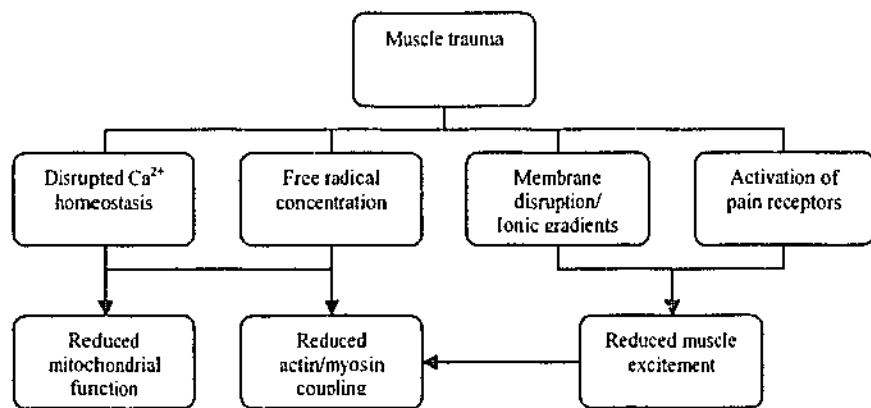 Muscle trauma
Disrupted Ca²⁺
homeostasis
Free radical
concentration
Membrane
disruption/
Ionic gradients
Activation of
pain receptors
Reduced
mitochondrial
function
Reduced
actin/myosin
coupling
Reduced muscle
excitement